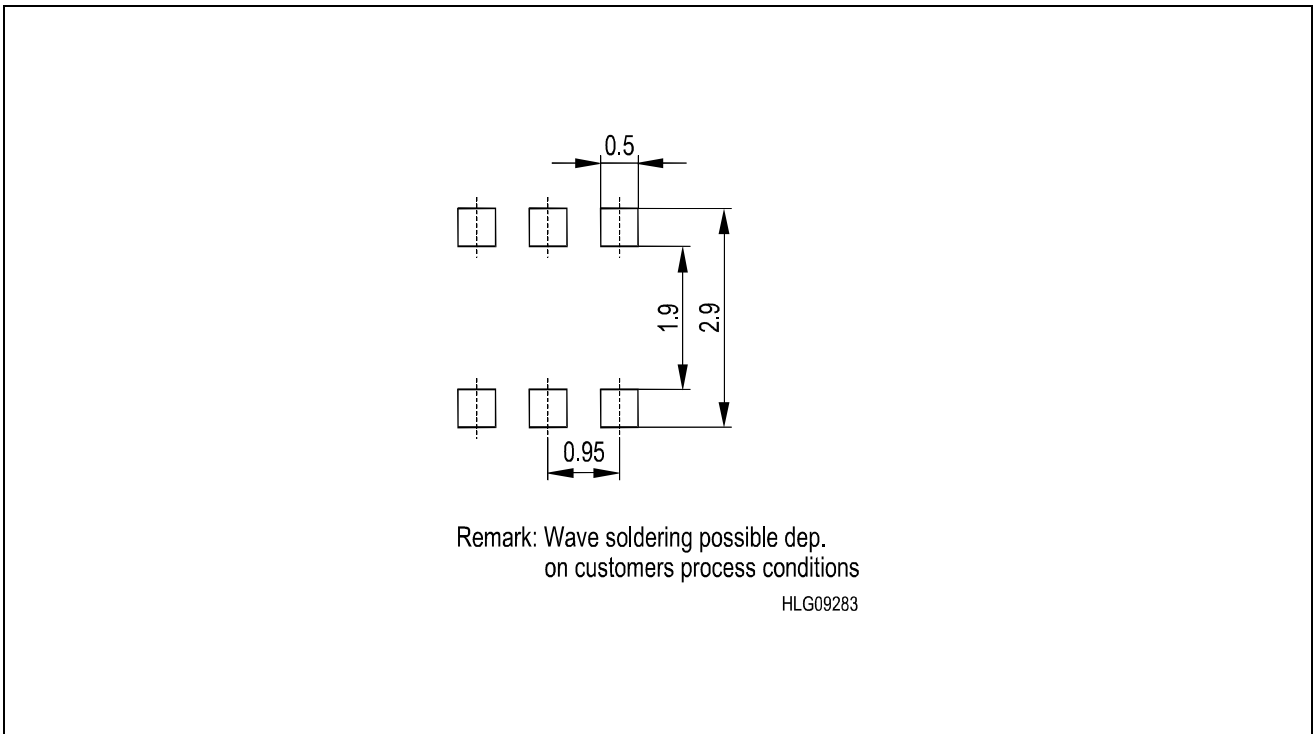 0.5
1.9
2.9
0.95
Remark: Wave soldering possible dep.
on customers process conditions
HLG09283